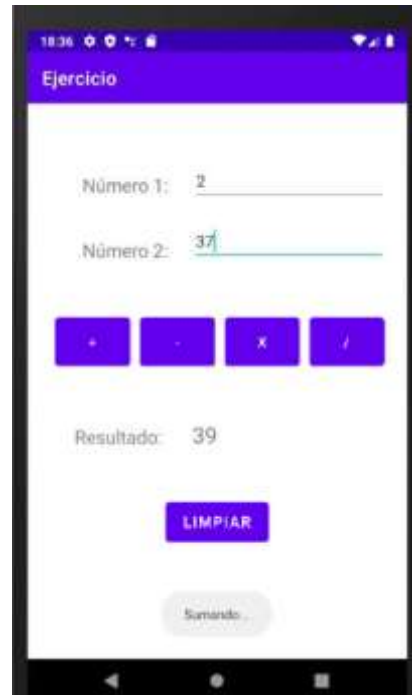 18:36
Ejercicio
Número 1: 2
Número 2: 37
+ - X /
Resultado: 39
LIMPIAR
Sumando...